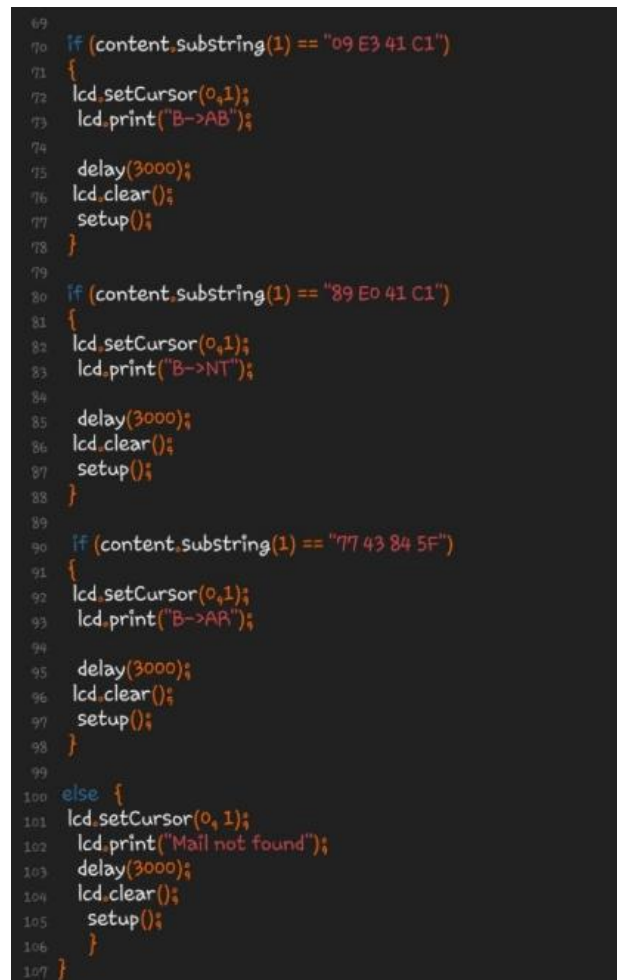 69
70 if (content.substring(1) == "09 E3 41 C1")
71 {
72 lcd.setCursor(0,1);
73 lcd.print("B->AB");
74
75 delay(3000);
76 lcd.clear();
77 setup();
78 }
79
80 if (content.substring(1) == "89 E0 41 C1")
81 {
82 lcd.setCursor(0,1);
83 lcd.print("B->NT");
84
85 delay(3000);
86 lcd.clear();
87 setup();
88 }
89
90 if (content.substring(1) == "77 43 84 5F")
91 {
92 lcd.setCursor(0,1);
93 lcd.print("B->AR");
94
95 delay(3000);
96 lcd.clear();
97 setup();
98 }
99
100 else {
101 lcd.setCursor(0, 1);
102 lcd.print("Mail not found");
103 delay(3000);
104 lcd.clear();
105 setup();
106 }
107 }